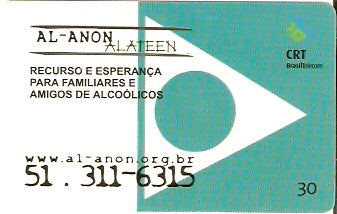 AL-ANON
ALATEEN
RECURSO E ESPERANÇA
PARA FAMILIARES E
AMIGOS DE ALCOÓLICOS
www.al-anon.org.br
51 . 311-6315
CRT
BrasilTelecom
30